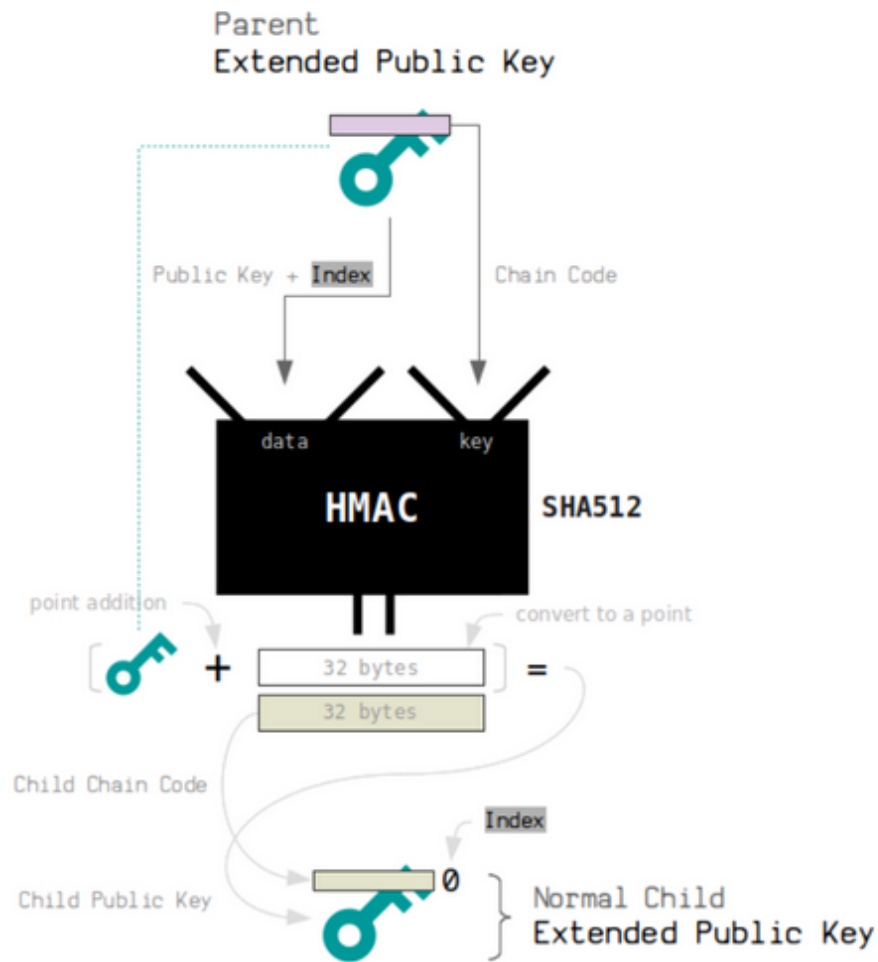 Parent
Extended Public Key
Public Key + Index
Chain Code
data
key
HMAC
SHA512
point addition
convert to a point
+
32 bytes
=
32 bytes
Child Chain Code
Index
0
Child Public Key
Normal Child
Extended Public Key